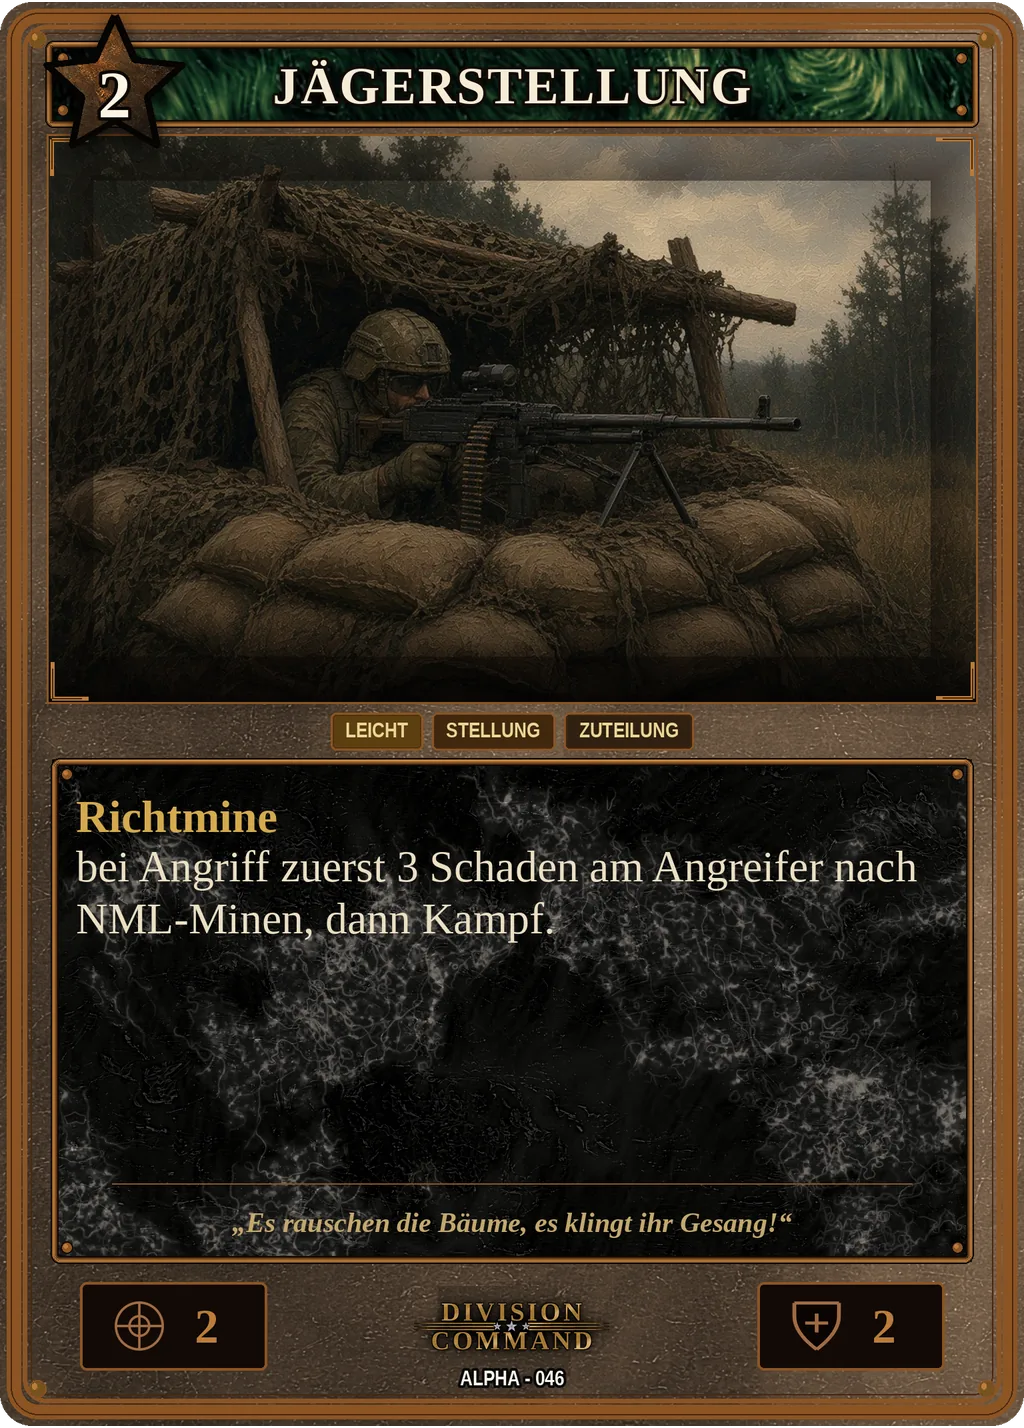 2
JÄGERSTELLUNG
LEICHT STELLUNG ZUTEILUNG
Richtmine
bei Angriff zuerst 3 Schaden am Angreifer nach
NML-Minen, dann Kampf.
„Es rauschen die Bäume, es klingt ihr Gesang!“
2
DIVISION
COMMAND
2
ALPHA - 046